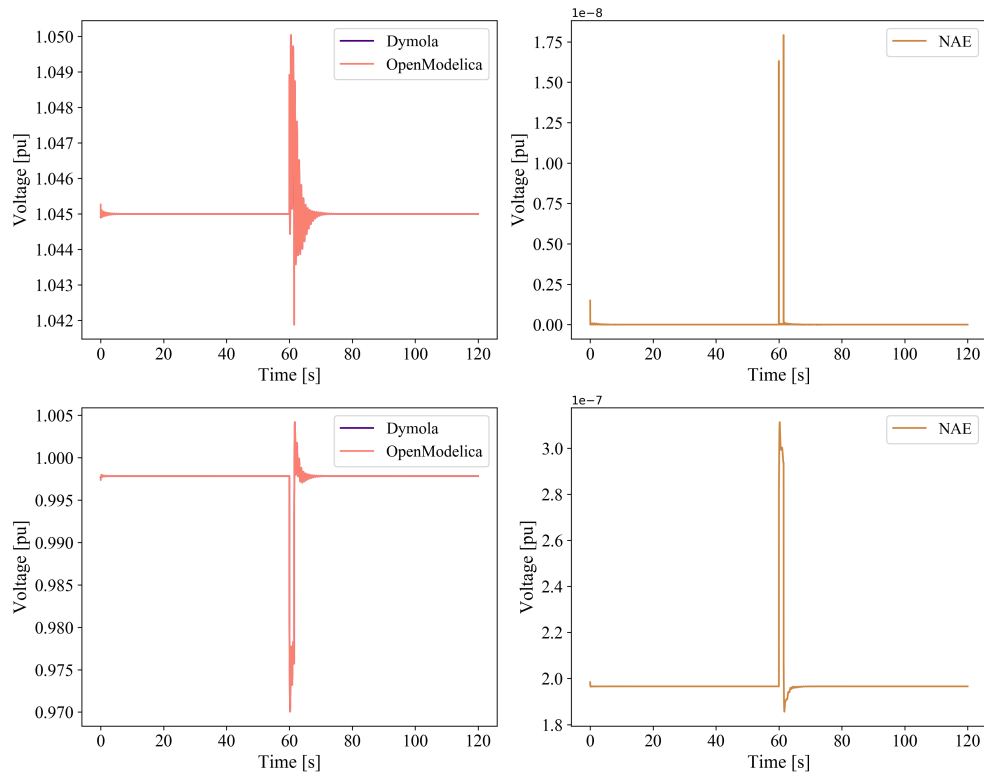 1.050
1.049
1.048
1.047
1.046
1.045
1.044
1.043
1.042
Voltage [pu]
0 20 40 60 80 100 120
Time [s]
Dymola
OpenModelica
1e−8
1.75
1.50
1.25
1.00
0.75
0.50
0.25
0.00
Voltage [pu]
0 20 40 60 80 100 120
Time [s]
NAE
1.005
1.000
0.995
0.990
0.985
0.980
0.975
0.970
Voltage [pu]
0 20 40 60 80 100 120
Time [s]
Dymola
OpenModelica
1e−7
3.0
2.8
2.6
2.4
2.2
2.0
1.8
Voltage [pu]
0 20 40 60 80 100 120
Time [s]
NAE